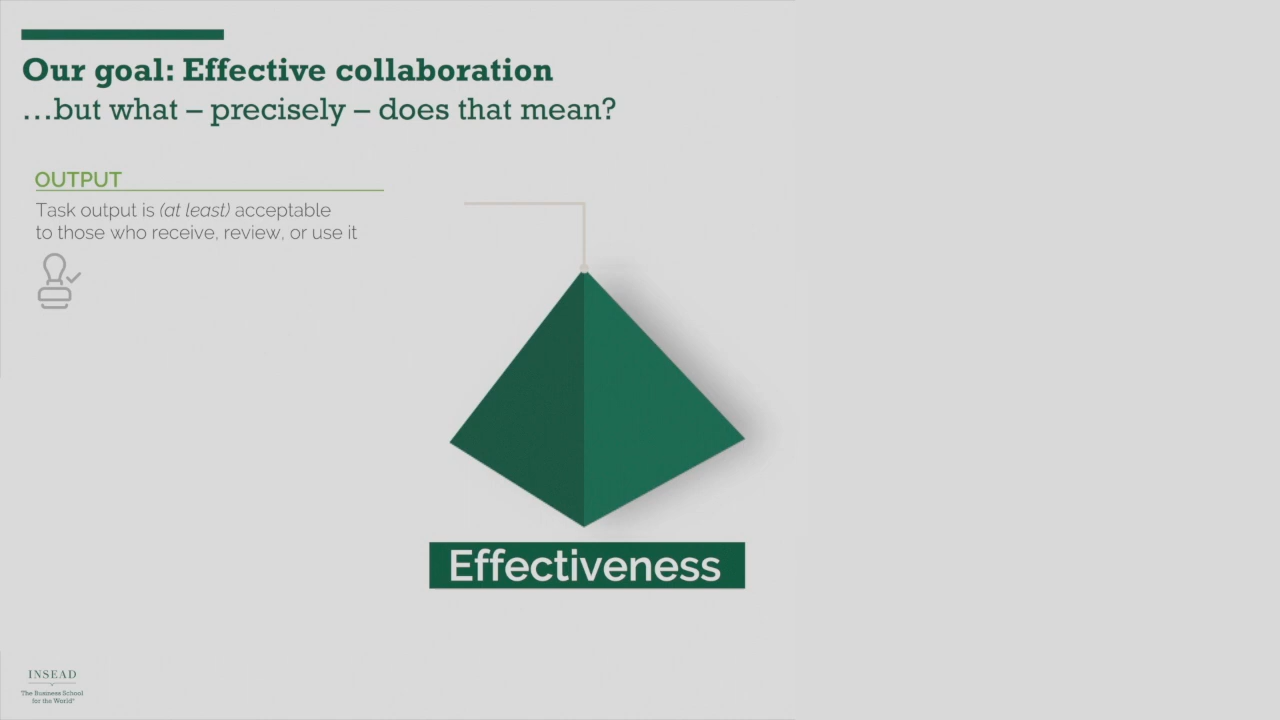 Our goal: Effective collaboration
…but what – precisely – does that mean?
OUTPUT
Task output is (at least) acceptable
to those who receive, review, or use it
Effectiveness
INSEAD
The Business School
for the World®